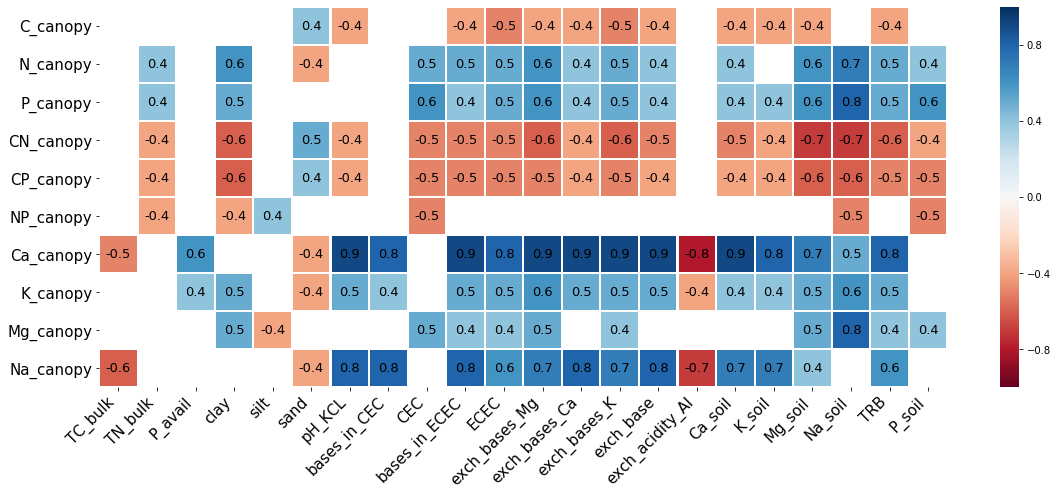 C_canopy 0.4 -0.4 -0.4 -0.5 -0.4 -0.4 -0.5 -0.4 -0.4 -0.4 -0.4 -0.4
N_canopy 0.4 0.6 -0.4 0.5 0.5 0.5 0.6 0.4 0.5 0.4 0.4 0.6 0.7 0.5 0.4
P_canopy 0.4 0.5 0.6 0.4 0.5 0.6 0.4 0.5 0.4 0.4 0.4 0.6 0.8 0.5 0.6
CN_canopy -0.4 -0.6 0.5 -0.4 -0.5 -0.5 -0.5 -0.6 -0.4 -0.6 -0.5 -0.5 -0.4 -0.7 -0.7 -0.6 -0.4
CP_canopy -0.4 -0.6 0.4 -0.4 -0.5 -0.5 -0.5 -0.5 -0.4 -0.5 -0.4 -0.4 -0.4 -0.6 -0.6 -0.5 -0.5
NP_canopy -0.4 -0.4 0.4 -0.5 -0.5 -0.5
Ca_canopy -0.5 0.6 -0.4 0.9 0.8 0.9 0.8 0.9 0.9 0.9 0.9 -0.8 0.9 0.8 0.7 0.5 0.8
K_canopy 0.4 0.5 -0.4 0.5 0.4 0.5 0.5 0.6 0.5 0.5 0.5 -0.4 0.4 0.4 0.5 0.6 0.5
Mg_canopy 0.5 -0.4 0.5 0.4 0.4 0.5 0.4 0.5 0.8 0.4 0.4
Na_canopy -0.6 -0.4 0.8 0.8 0.8 0.6 0.7 0.8 0.7 0.8 -0.7 0.7 0.7 0.4 0.6
TC_bulk
TN_bulk
P_avail
clay
silt
sand
pH_KCL
bases_in_CEC
CEC
bases_in_ECEC
ECEC
exch_bases_Mg
exch_bases_Ca
exch_bases_K
exch_base
exch_acidity_Al
Ca_soil
K_soil
Mg_soil
Na_soil
TRB
P_soil
0.8
0.4
0.0
−0.4
−0.8